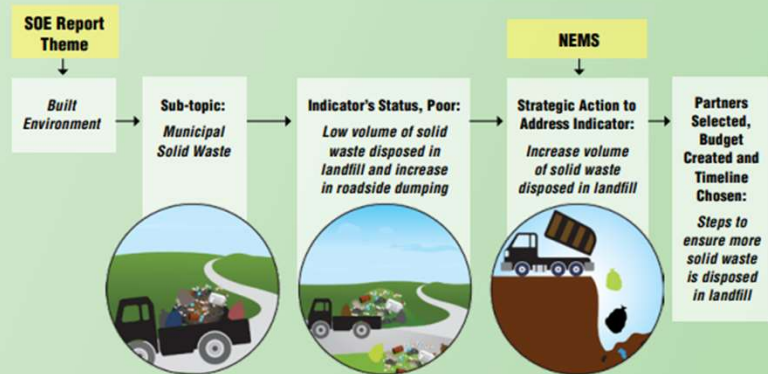 SOE Report
Theme
NEMS
Built
Environment
Sub-topic:
Municipal
Solid Waste
Indicator's Status, Poor:
Low volume of solid
waste disposed in
landfill and increase
in roadside dumping
Strategic Action to
Address Indicator:
Increase volume
of solid waste
disposed in landfill
Partners
Selected,
Budget
Created and
Timeline
Chosen:
Steps to
ensure more
solid waste
is disposed
in landfill